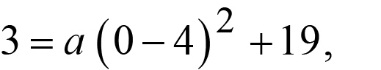 3 = a(0 − 4)² + 19,